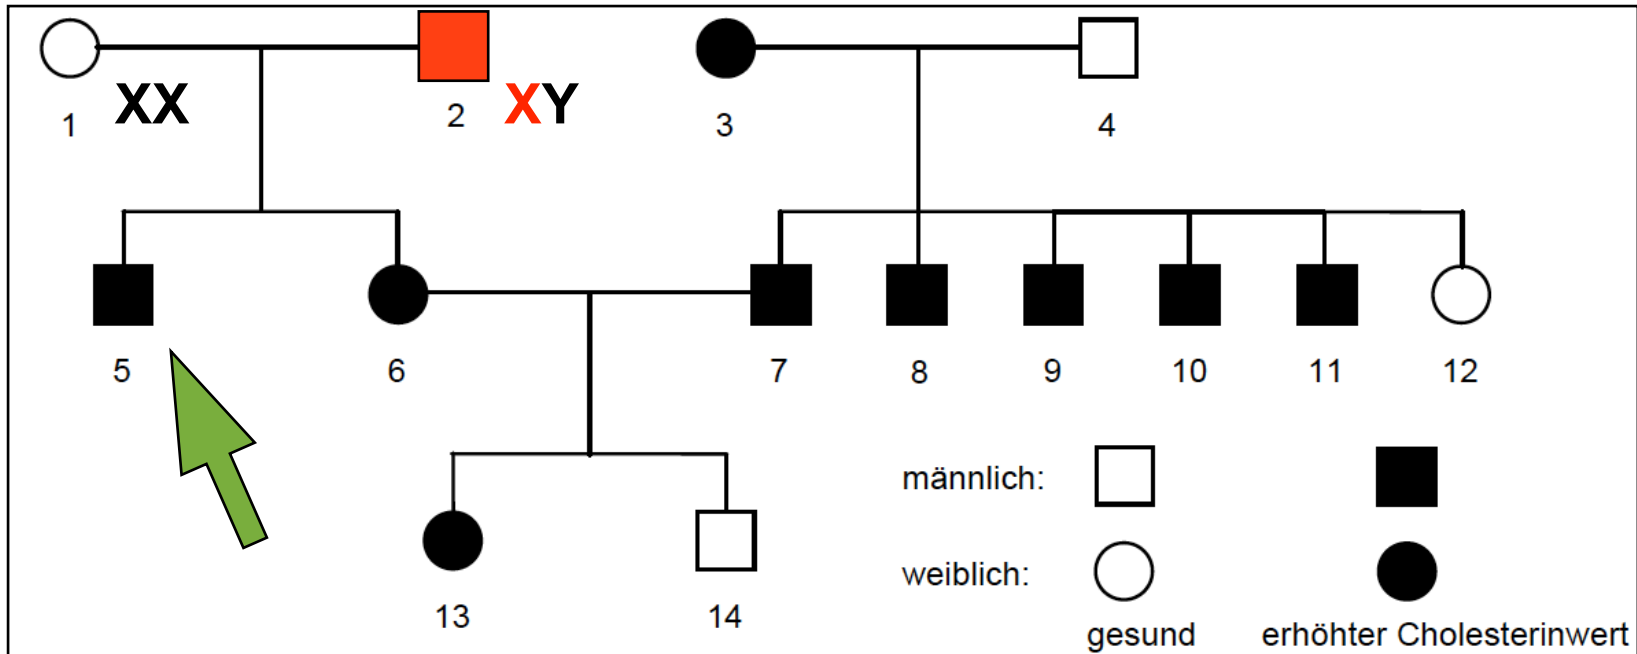 1 XX 2 XY 3 4
5 6 7 8 9 10 11 12
männlich:
weiblich:
13 14
gesund erhöhter Cholesterinwert